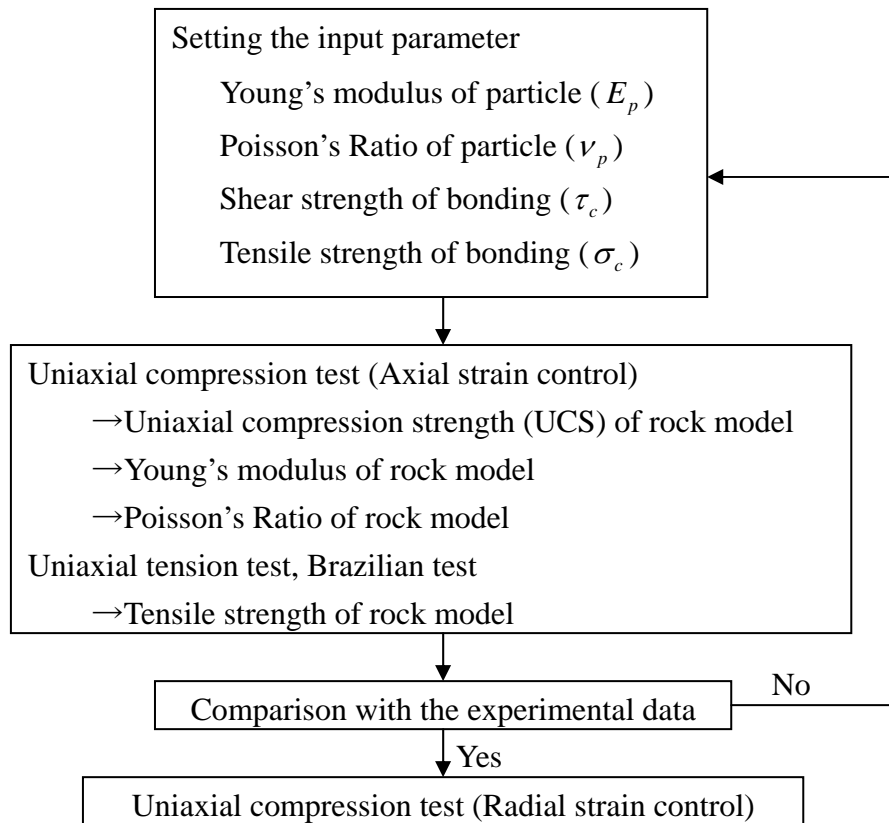 Setting the input parameter
Young's modulus of particle (E_p)
Poisson's Ratio of particle (ν_p)
Shear strength of bonding (τ_c)
Tensile strength of bonding (σ_c)
Uniaxial compression test (Axial strain control)
→Uniaxial compression strength (UCS) of rock model
→Young's modulus of rock model
→Poisson's Ratio of rock model
Uniaxial tension test, Brazilian test
→Tensile strength of rock model
No
Comparison with the experimental data
Yes
Uniaxial compression test (Radial strain control)